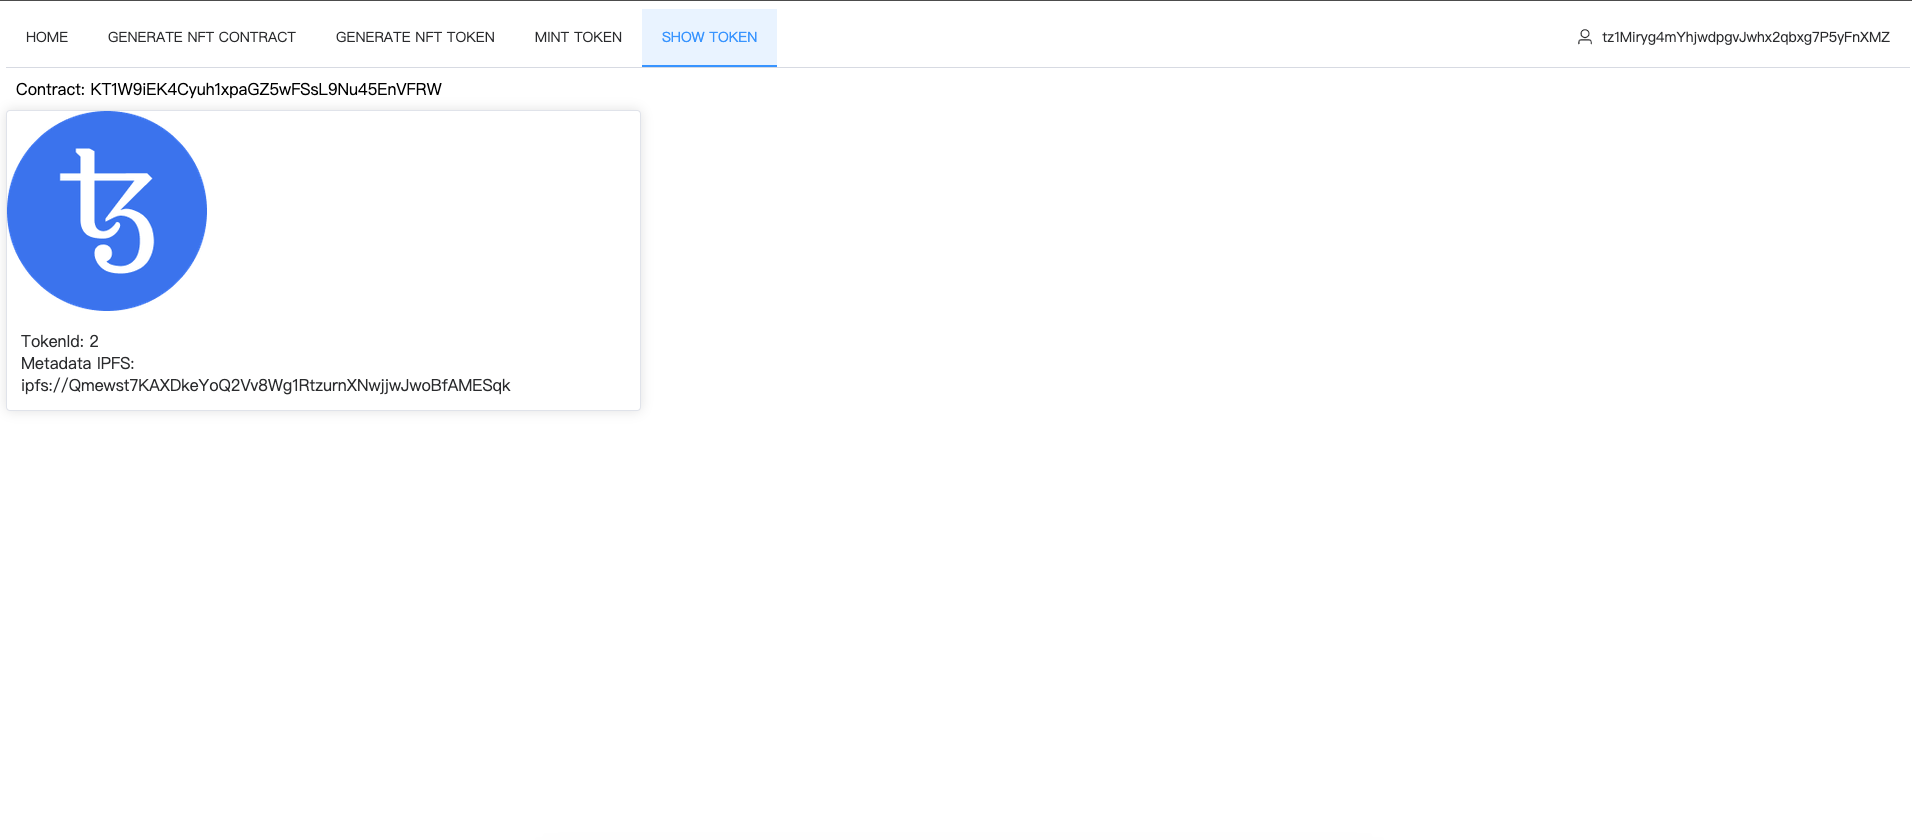 HOME GENERATE NFT CONTRACT GENERATE NFT TOKEN MINT TOKEN SHOW TOKEN tz1Miryg4mYhjwdpgvJwhx2qbxg7P5yFnXMZ
Contract: KT1W9iEK4Cyuh1xpaGZ5wFSsL9Nu45EnVFRW
TokenId: 2
Metadata IPFS:
ipfs://Qmewst7KAXDkeYoQ2Vv8Wg1RtzurnXNwjjwJwoBfAMESqk